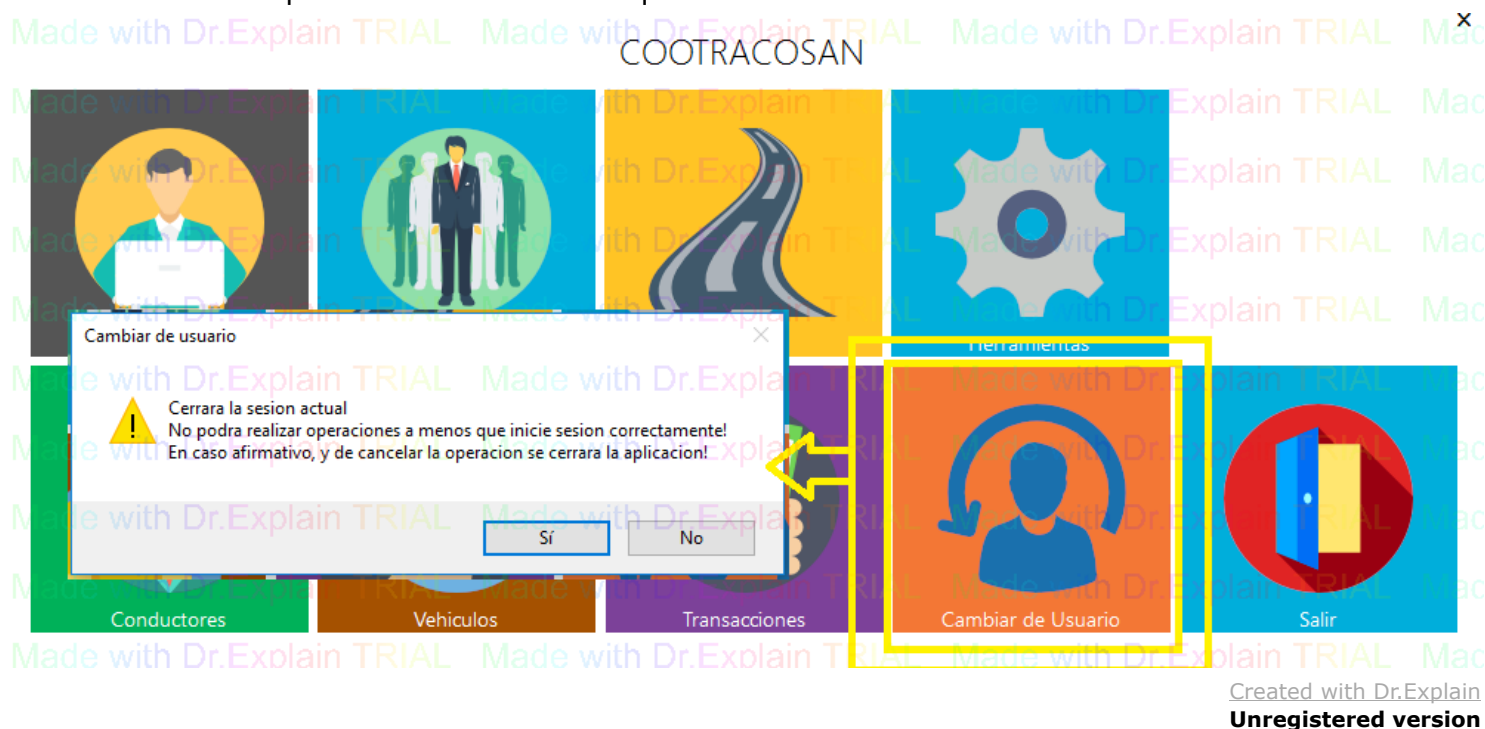 COOTRACOSAN
×
Herramientas
Cambiar de usuario
Cerrara la sesion actual
No podra realizar operaciones a menos que inicie sesion correctamente!
En caso afirmativo, y de cancelar la operacion se cerrara la aplicacion!
Sí
No
Conductores
Vehiculos
Transacciones
Cambiar de Usuario
Salir
Made with Dr.Explain TRIAL
Created with Dr.Explain
Unregistered version